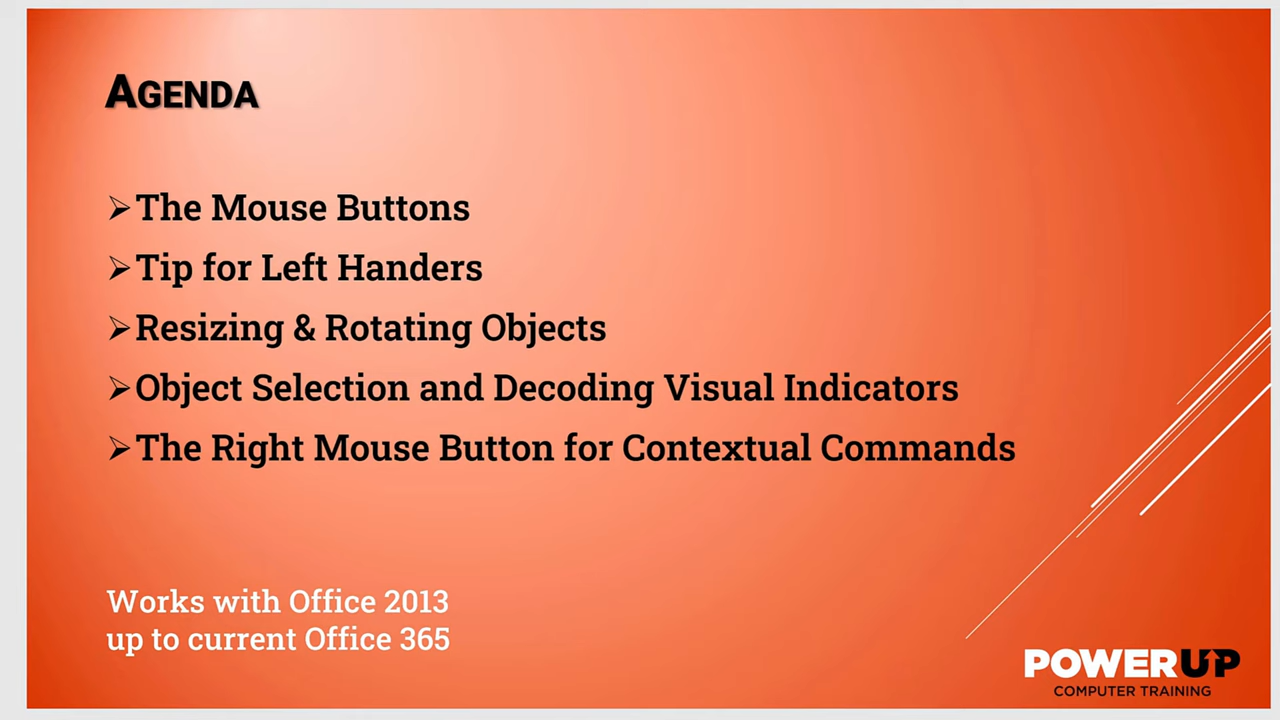 AGENDA
The Mouse Buttons
Tip for Left Handers
Resizing & Rotating Objects
Object Selection and Decoding Visual Indicators
The Right Mouse Button for Contextual Commands
Works with Office 2013
up to current Office 365
POWERUP
COMPUTER TRAINING